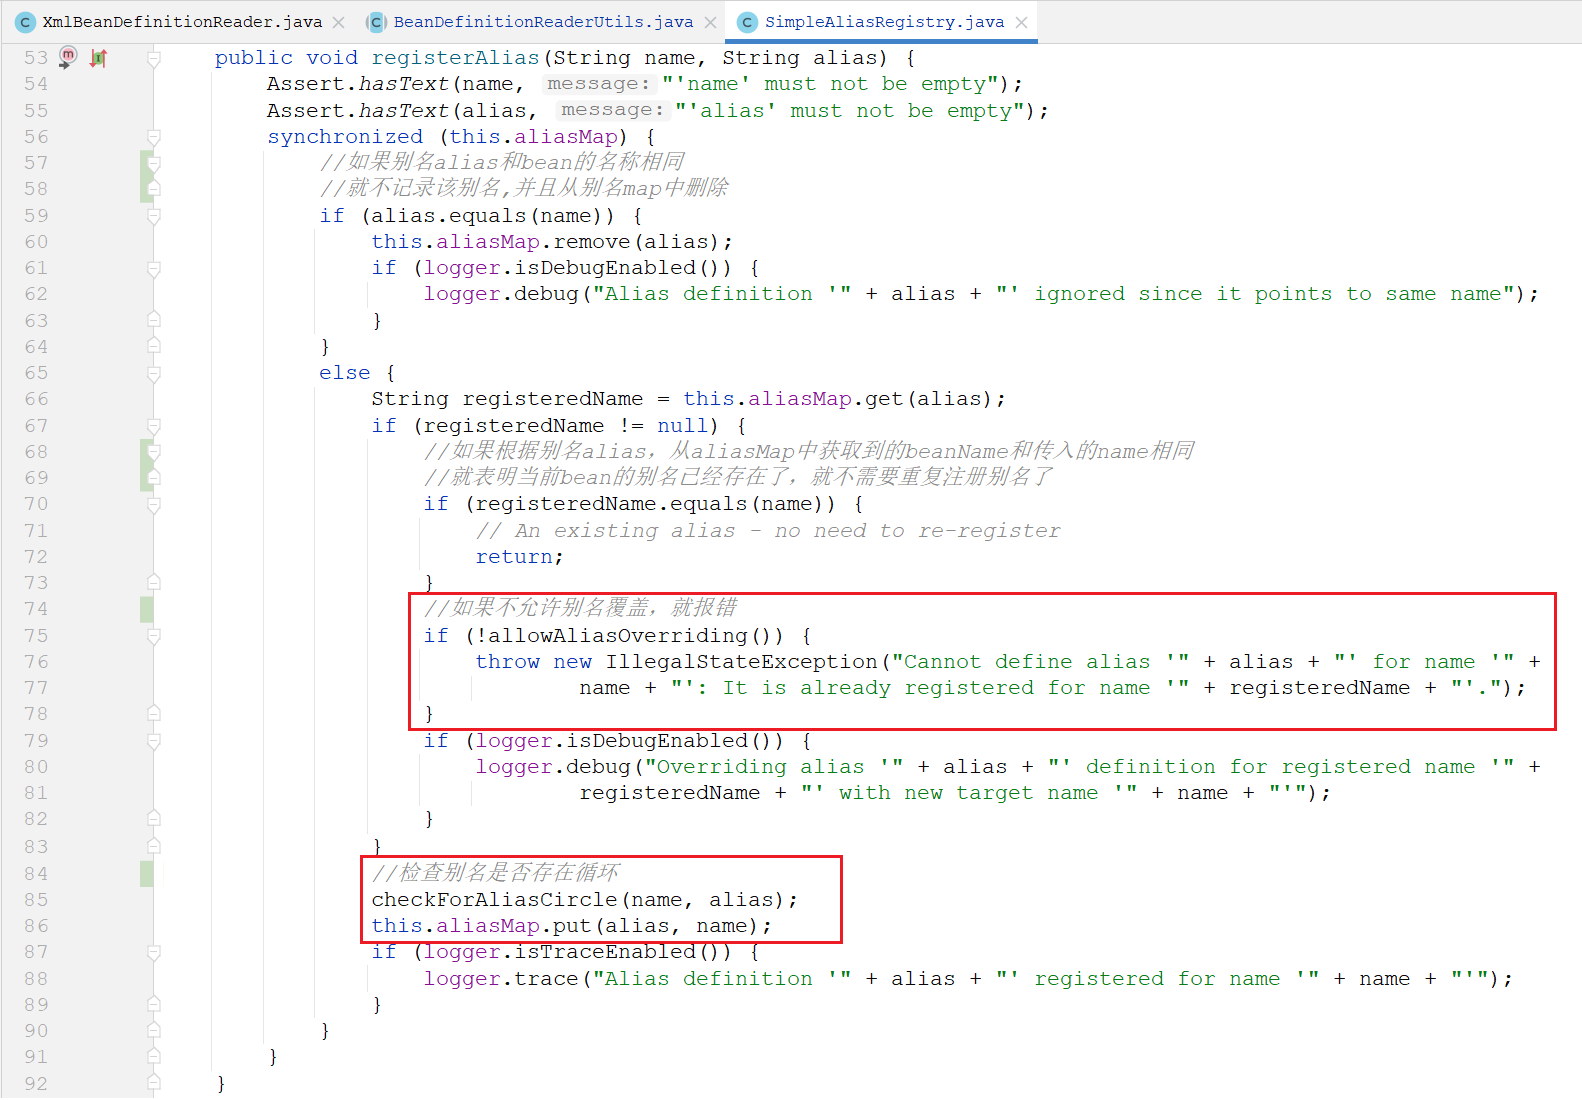 XmlBeanDefinitionReader.java BeanDefinitionReaderUtils.java SimpleAliasRegistry.java
53 public void registerAlias(String name, String alias) {
54 Assert.hasText(name, message: "'name' must not be empty");
55 Assert.hasText(alias, message: "'alias' must not be empty");
56 synchronized (this.aliasMap) {
57 //如果别名alias和bean的名称相同
58 //就不记录该别名,并且从别名map中删除
59 if (alias.equals(name)) {
60 this.aliasMap.remove(alias);
61 if (logger.isDebugEnabled()) {
62 logger.debug("Alias definition '" + alias + "' ignored since it points to same name");
63 }
64 }
65 else {
66 String registeredName = this.aliasMap.get(alias);
67 if (registeredName != null) {
68 //如果根据别名alias，从aliasMap中获取到的beanName和传入的name相同
69 //就表明当前bean的别名已经存在了，就不需要重复注册别名了
70 if (registeredName.equals(name)) {
71 // An existing alias - no need to re-register
72 return;
73 }
74 //如果不允许别名覆盖，就报错
75 if (!allowAliasOverriding()) {
76 throw new IllegalStateException("Cannot define alias '" + alias + "' for name '" +
77 name + "': It is already registered for name '" + registeredName + "'.");
78 }
79 if (logger.isDebugEnabled()) {
80 logger.debug("Overriding alias '" + alias + "' definition for registered name '" +
81 registeredName + "' with new target name '" + name + "'");
82 }
83 }
84 //检查别名是否存在循环
85 checkForAliasCircle(name, alias);
86 this.aliasMap.put(alias, name);
87 if (logger.isTraceEnabled()) {
88 logger.trace("Alias definition '" + alias + "' registered for name '" + name + "'");
89 }
90 }
91 }
92 }